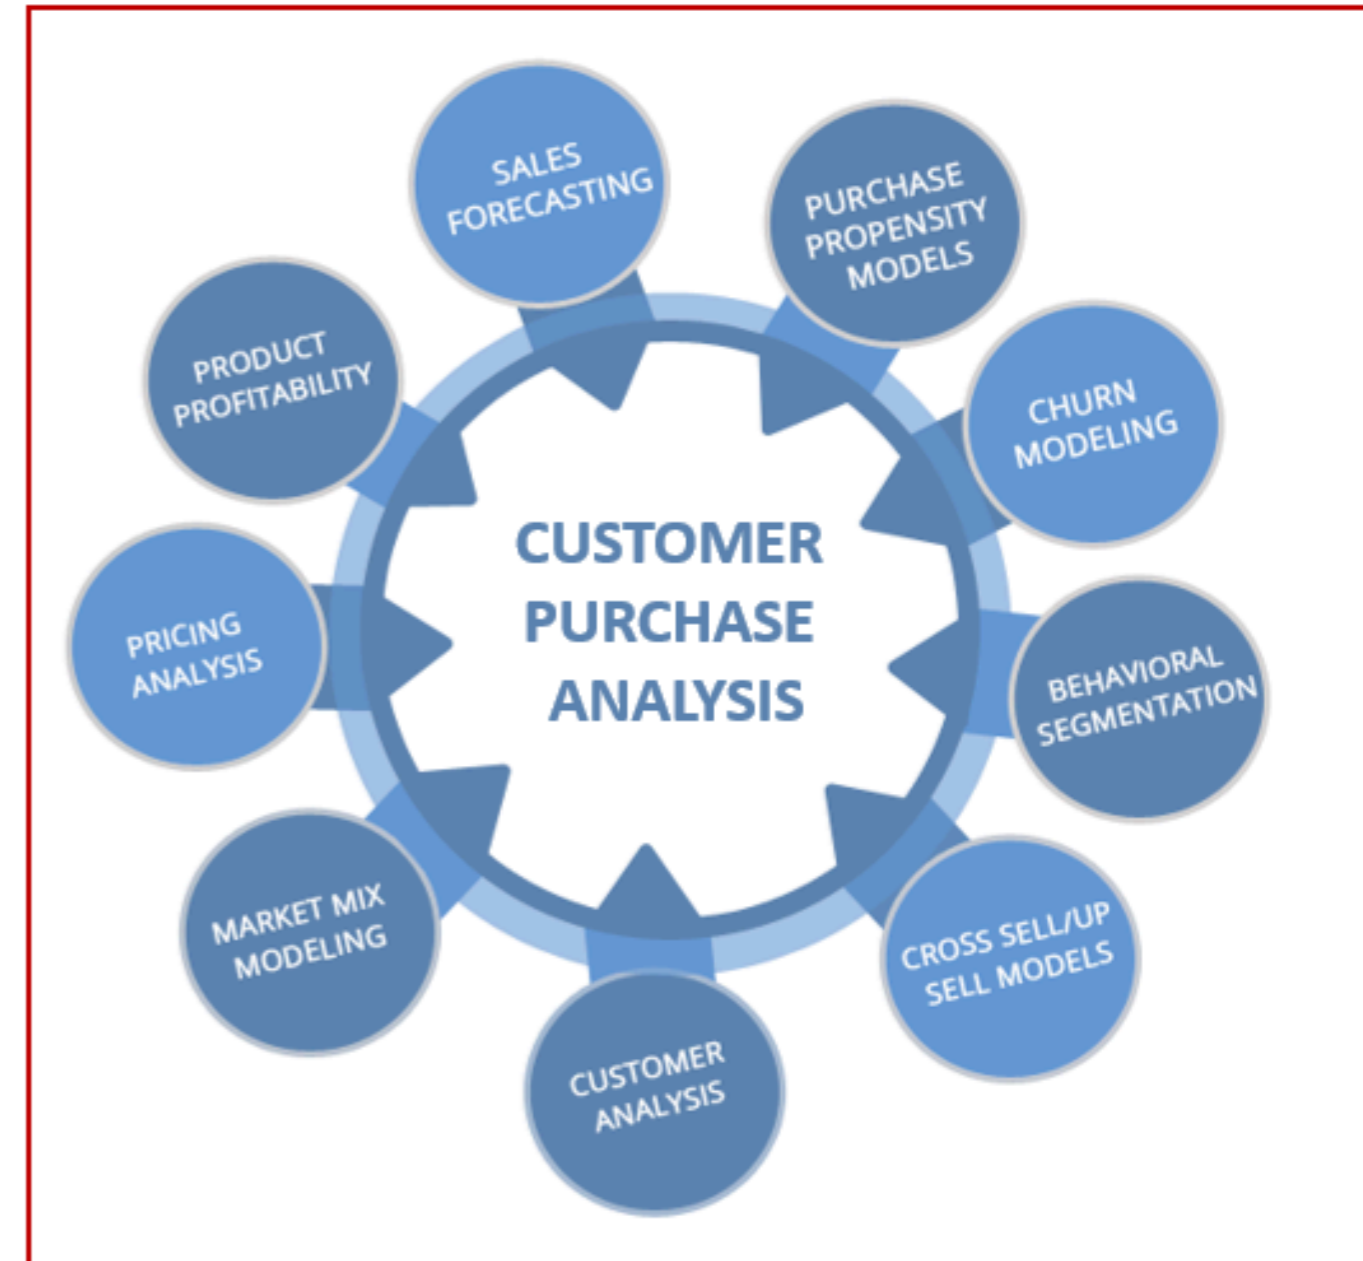 SALES
FORECASTING
PURCHASE
PROPENSITY
MODELS
CHURN
MODELING
BEHAVIORAL
SEGMENTATION
CROSS SELL/UP
SELL MODELS
CUSTOMER
ANALYSIS
MARKET MIX
MODELING
PRICING
ANALYSIS
PRODUCT
PROFITABILITY
CUSTOMER
PURCHASE
ANALYSIS